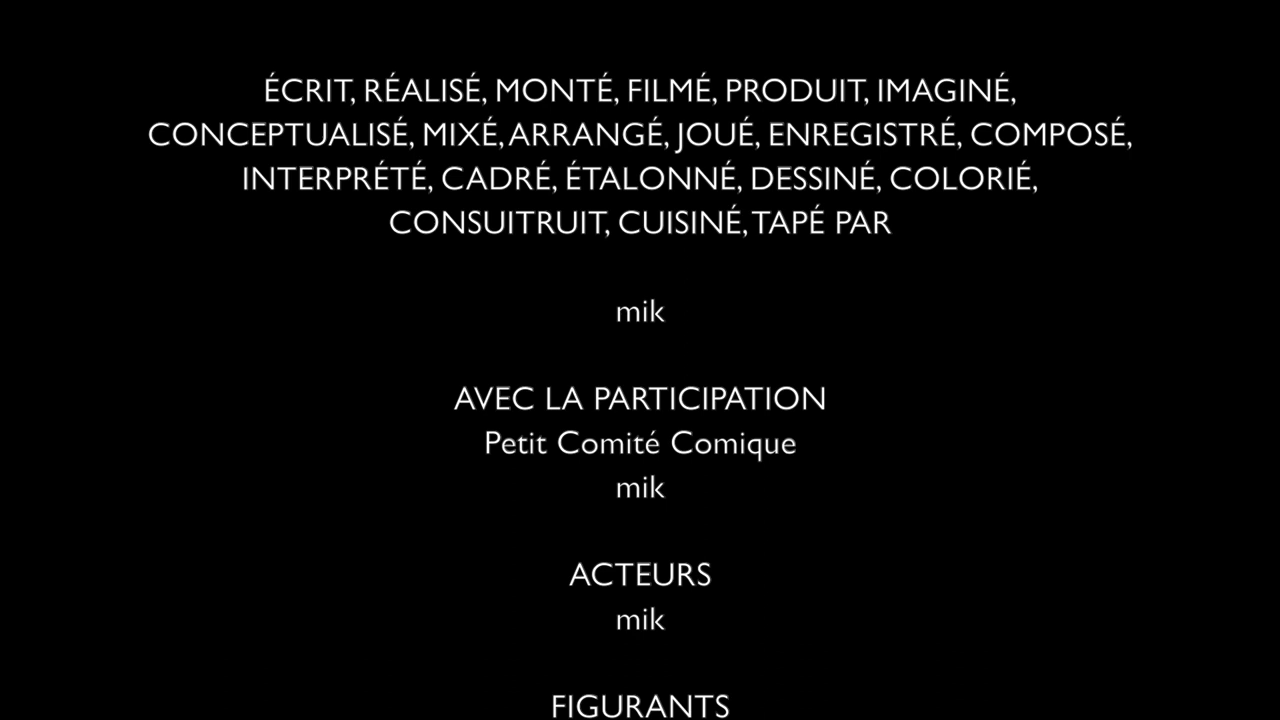 ÉCRIT, RÉALISÉ, MONTÉ, FILMÉ, PRODUIT, IMAGINÉ,
CONCEPTUALISÉ, MIXÉ, ARRANGÉ, JOUÉ, ENREGISTRÉ, COMPOSÉ,
INTERPRÉTÉ, CADRÉ, ÉTALONNÉ, DESSINÉ, COLORIÉ,
CONSUITRUIT, CUISINÉ, TAPÉ PAR
mik
AVEC LA PARTICIPATION
Petit Comité Comique
mik
ACTEURS
mik
FIGURANTS